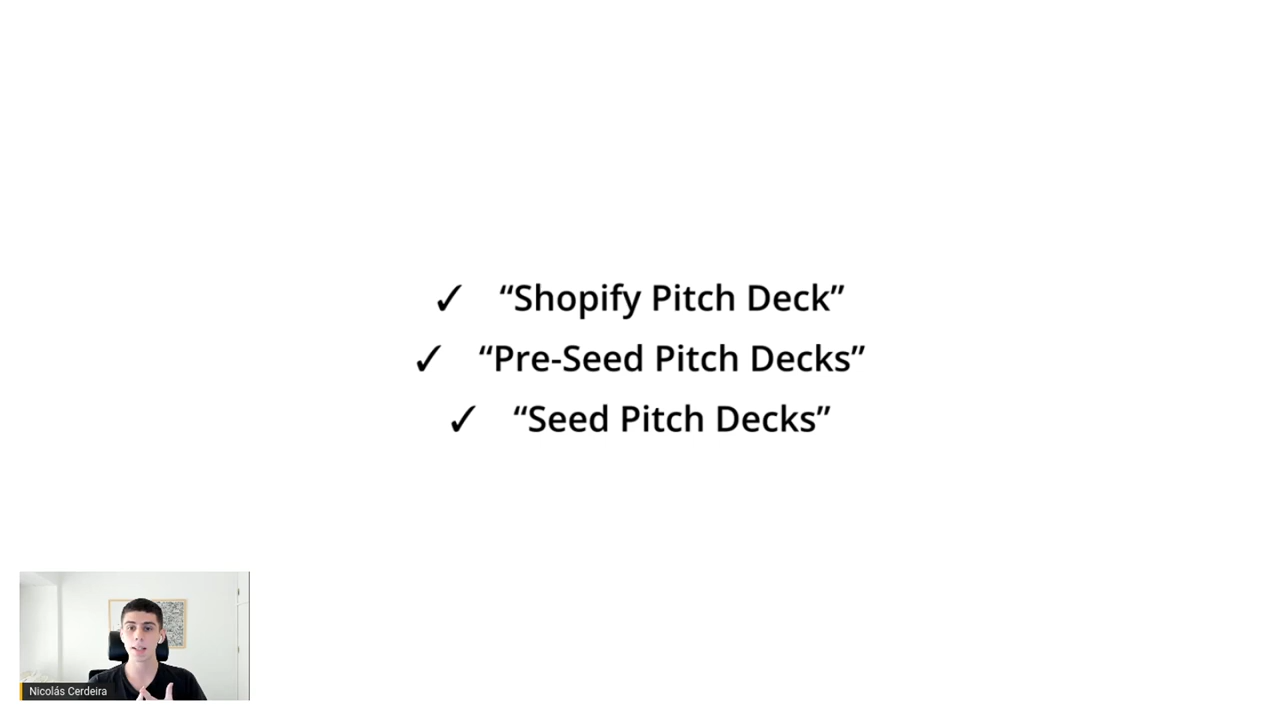 ✓ “Shopify Pitch Deck”
✓ “Pre-Seed Pitch Decks”
✓ “Seed Pitch Decks”
Nicolás Cerdeira